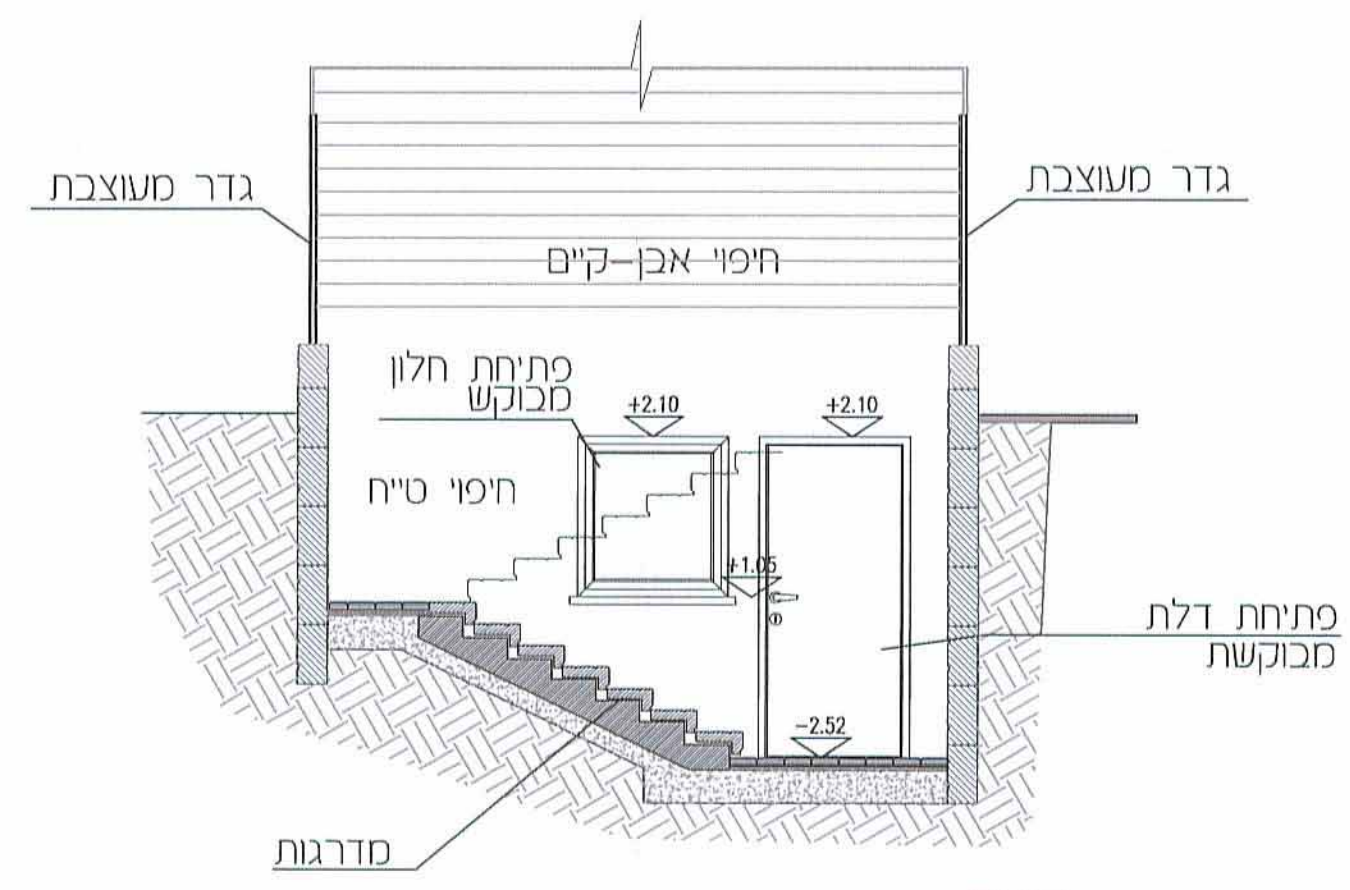 גדר מעוצבת
גדר מעוצבת
חיפוי אבן-קיים
פתיחת חלון
מבוקש
+2.10
+2.10
חיפוי טייח
+1.05
פתיחת דלת
מבוקשת
-2.52
מדרגות